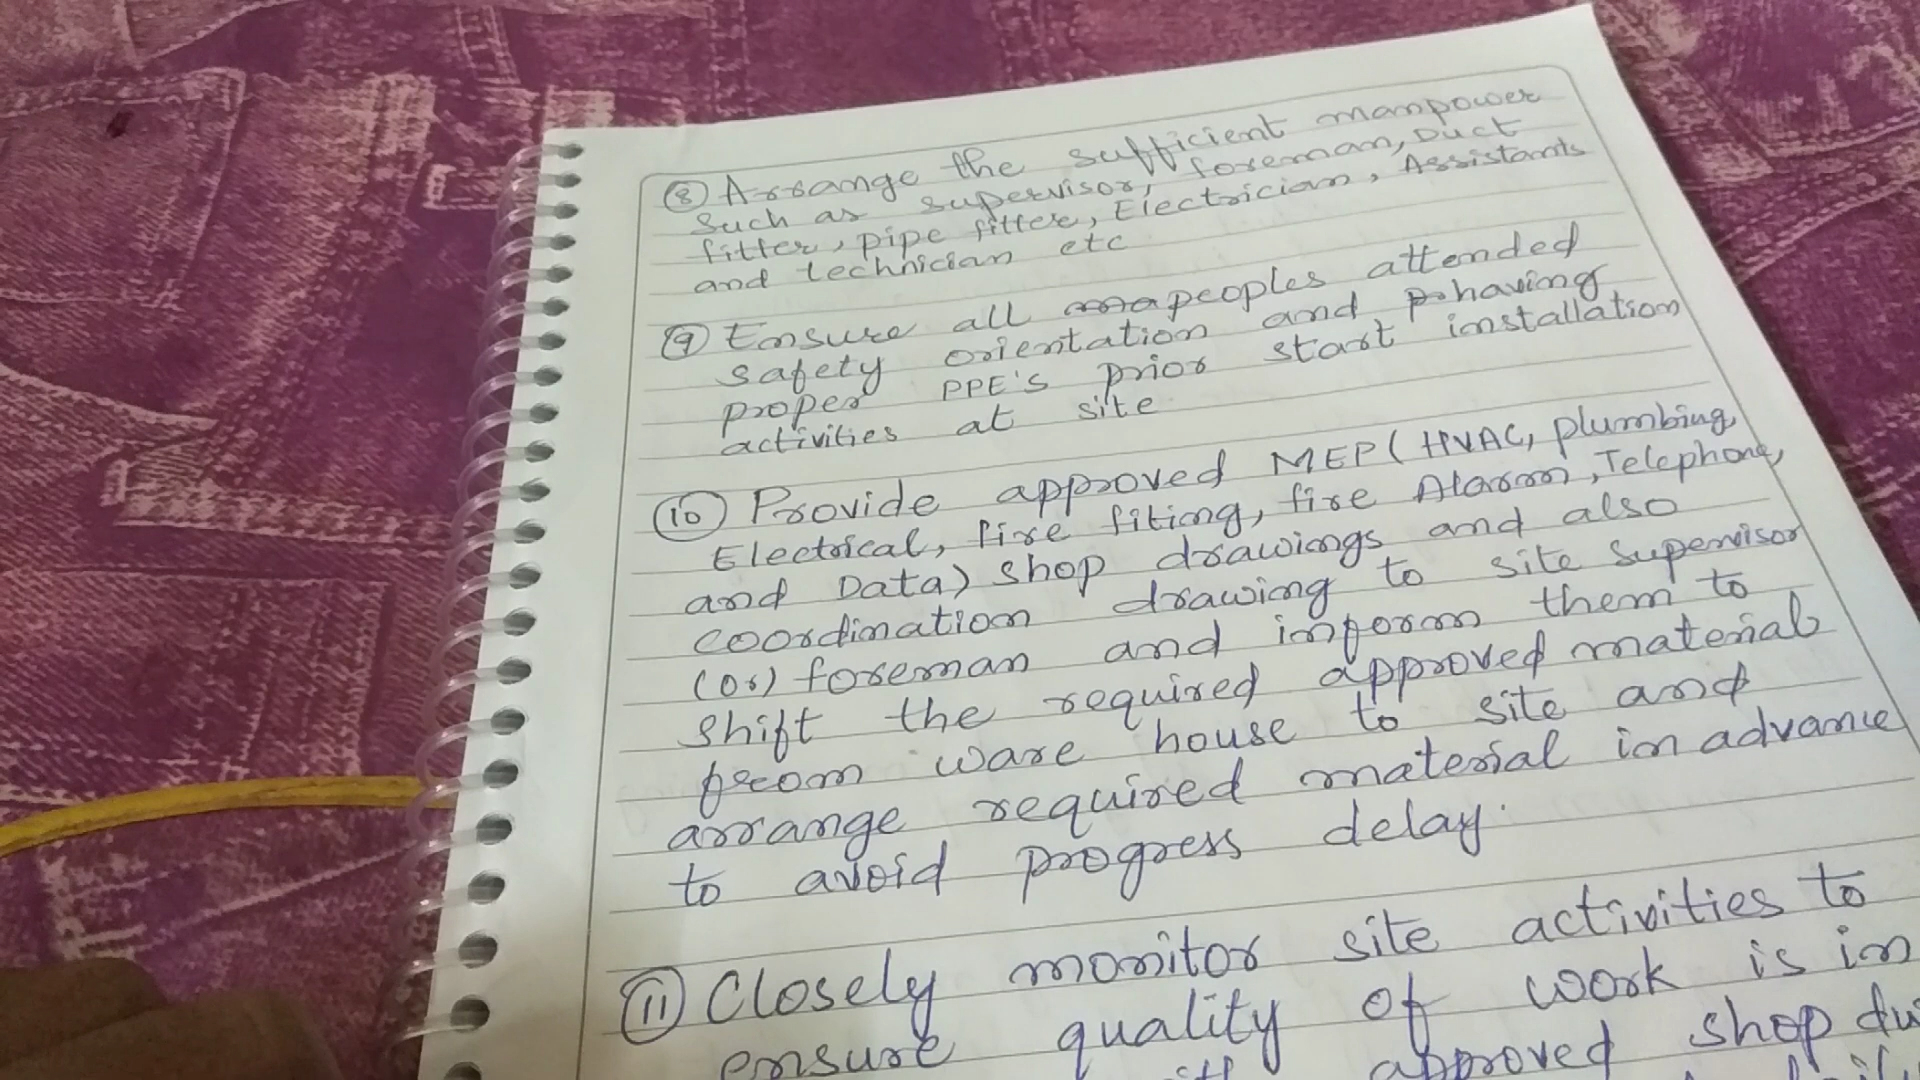 ⑧ Arrange the sufficient manpower
such as supervisor, foreman, Duct
fitter, pipe fitter, Electrician, Assistants
and technician etc
⑨ Ensure all peoples attended
safety orientation and having
proper PPE'S prior start installation
activities at site.
⑩ Provide approved MEP (HVAC, plumbing,
Electrical, fire fiting, fire Alarm, Telephone,
and Data) shop drawings and also
coordination drawing to site supervisor
(or) foreman and inform them to
shift the required approved material
from ware house to site and
arrange required material in advance
to avoid progress delay.
⑪ Closely monitor site activities to
ensure quality of work is in
approved shop